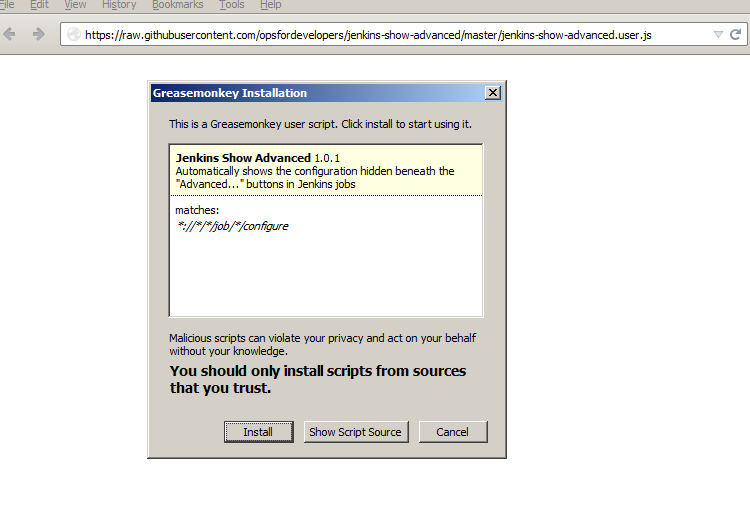 File Edit View History Bookmarks Tools Help
https://raw.githubusercontent.com/opsfordevelopers/jenkins-show-advanced/master/jenkins-show-advanced.user.js
Greasemonkey Installation
This is a Greasemonkey user script. Click install to start using it.
Jenkins Show Advanced 1.0.1
Automatically shows the configuration hidden beneath the
"Advanced..." buttons in Jenkins jobs
matches:
*://*/*/job/*/configure
Malicious scripts can violate your privacy and act on your behalf
without your knowledge.
You should only install scripts from sources
that you trust.
Install Show Script Source Cancel